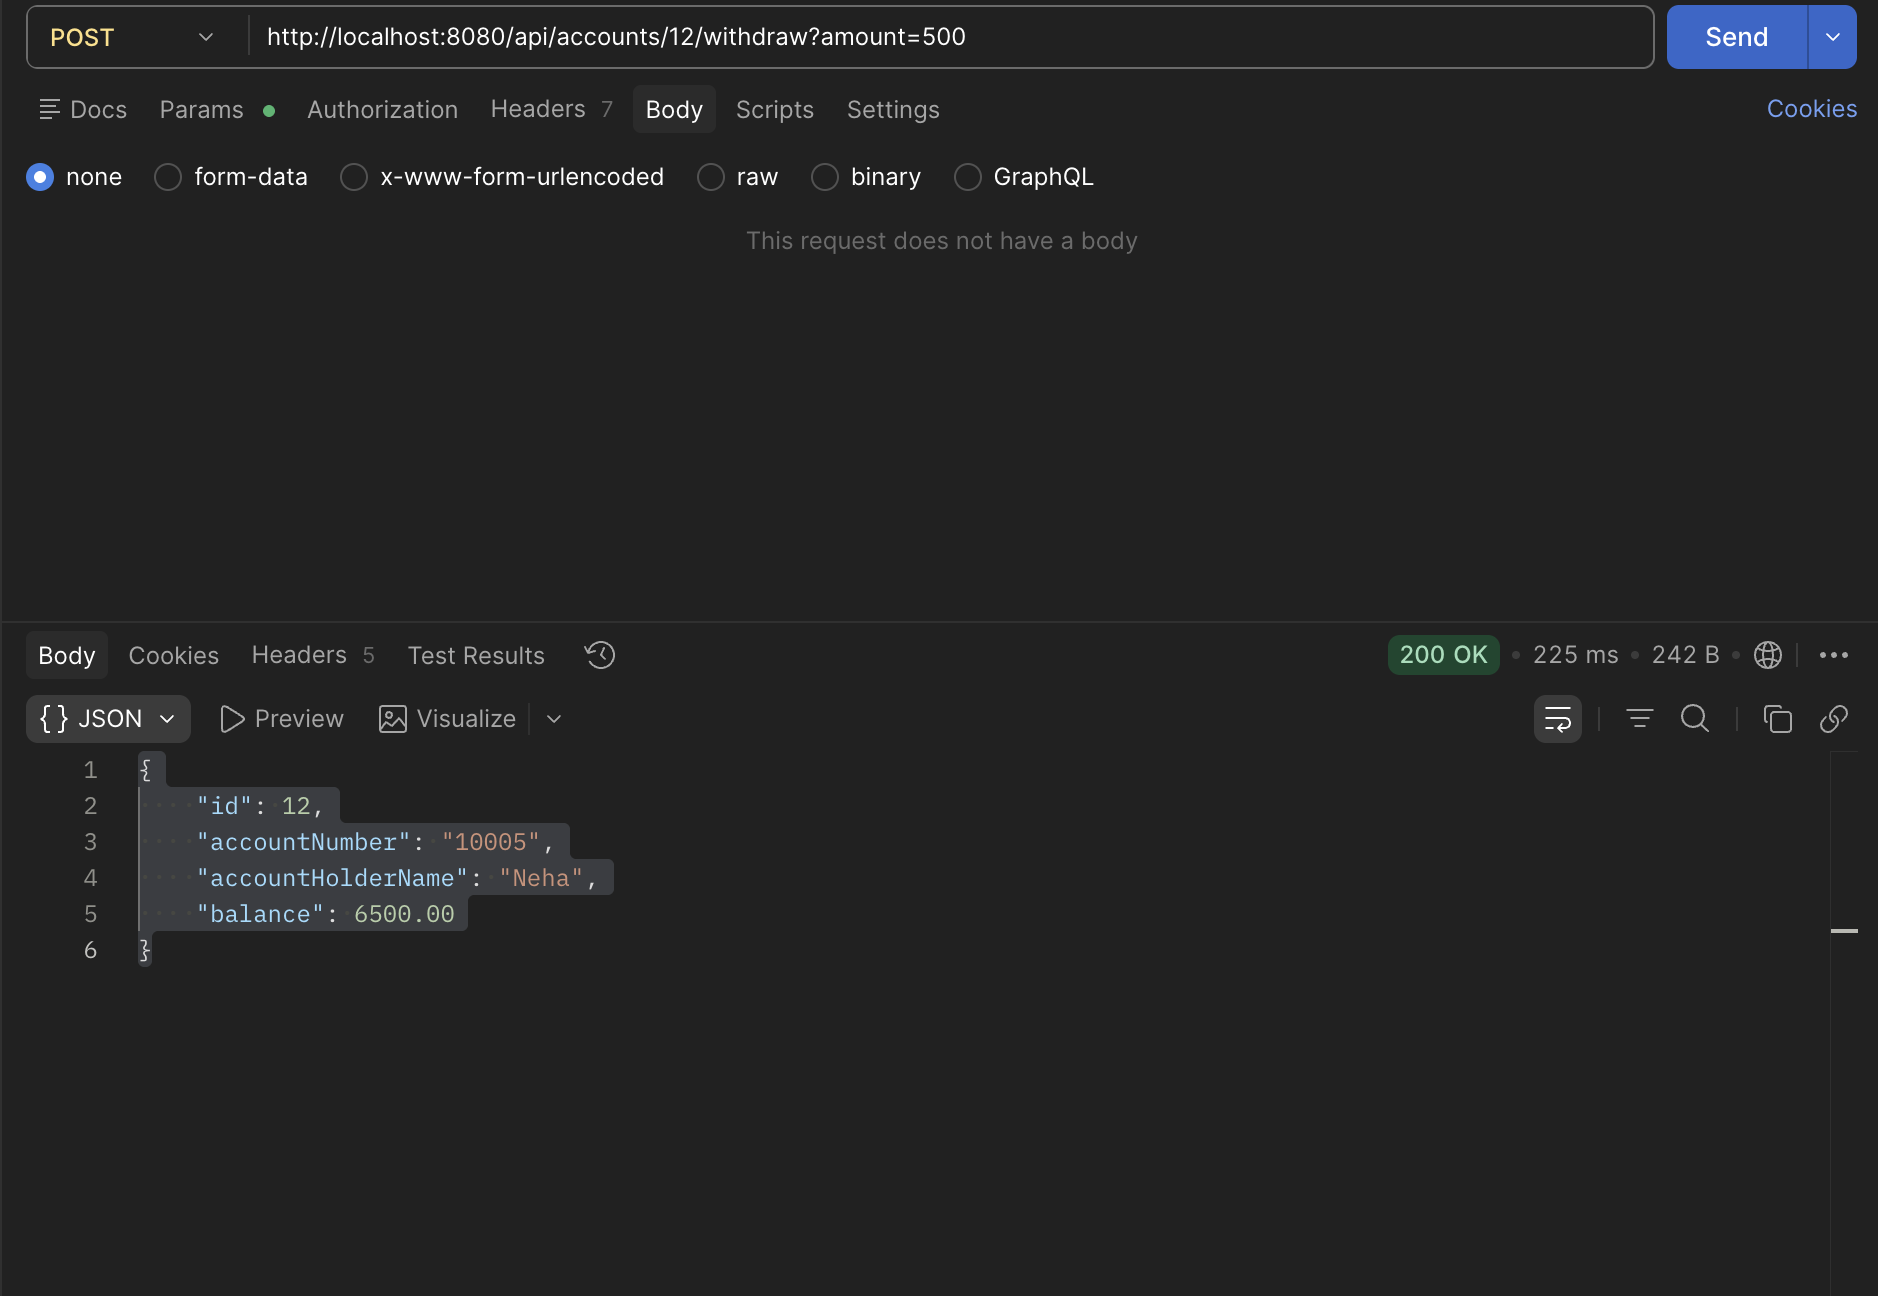 POST http://localhost:8080/api/accounts/12/withdraw?amount=500 Send
Docs Params Authorization Headers 7 Body Scripts Settings Cookies
none form-data x-www-form-urlencoded raw binary GraphQL
This request does not have a body
Body Cookies Headers 5 Test Results 200 OK • 225 ms • 242 B •
{ } JSON Preview Visualize
1 {
2 "id": 12,
3 "accountNumber": "10005",
4 "accountHolderName": "Neha",
5 "balance": 6500.00
6 }